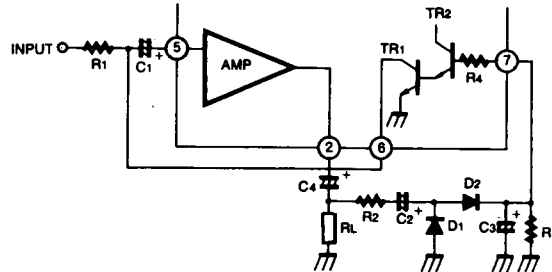 TR2
TR1
INPUT
R1
C1
+
5
AMP
R4
7
2
6
C4
+
R2
C2
+
D2
RL
D1
C3
+
R